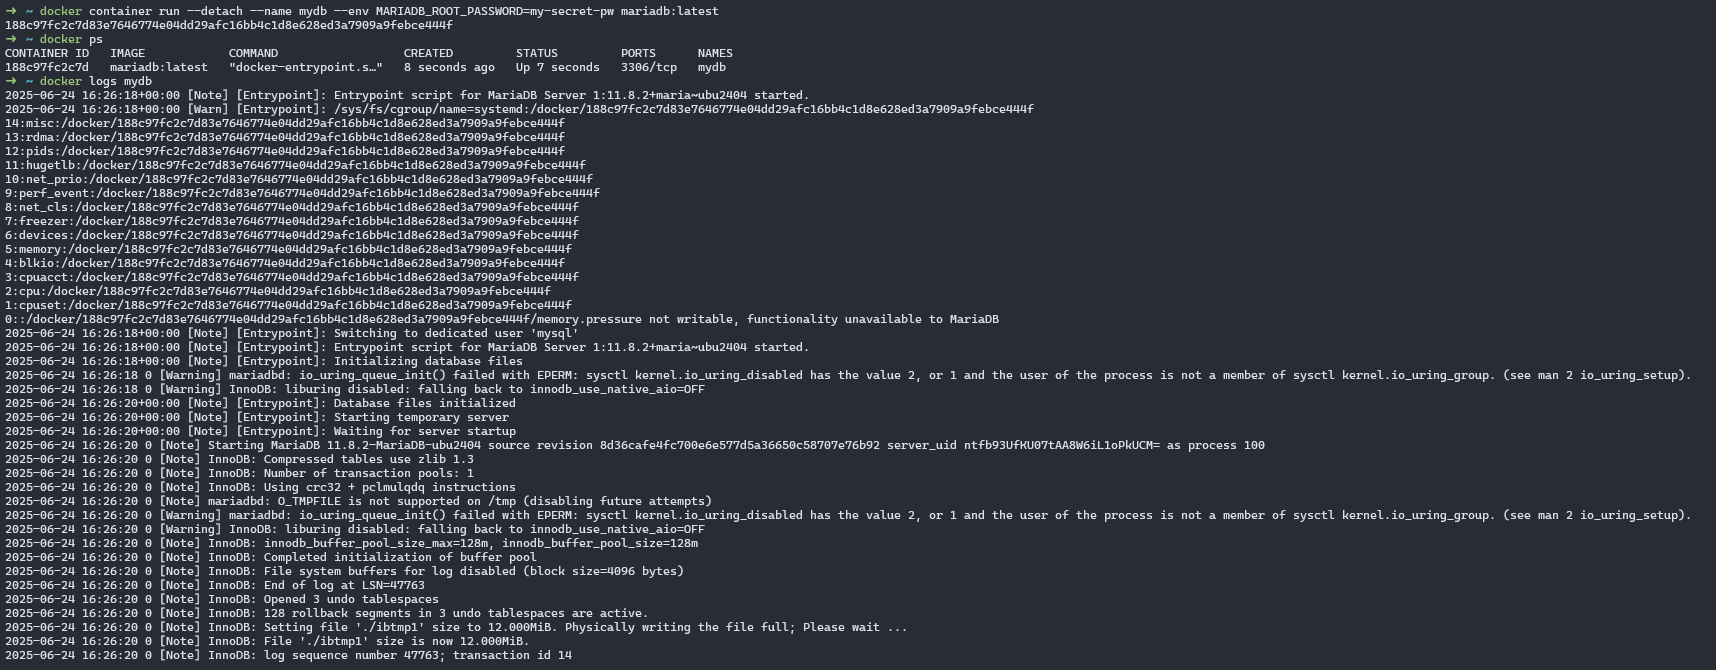 ➜ ~ docker container run --detach --name mydb --env MARIADB_ROOT_PASSWORD=my-secret-pw mariadb:latest
188c97fc2c7d83e7646774e04dd29afc16bb4c1d8e628ed3a7909a9febce444f
➜ ~ docker ps
CONTAINER ID   IMAGE            COMMAND                  CREATED         STATUS         PORTS      NAMES
188c97fc2c7d   mariadb:latest   "docker-entrypoint.s…"   8 seconds ago   Up 7 seconds   3306/tcp   mydb
➜ ~ docker logs mydb
2025-06-24 16:26:18+00:00 [Note] [Entrypoint]: Entrypoint script for MariaDB Server 1:11.8.2+maria~ubu2404 started.
2025-06-24 16:26:18+00:00 [Warn] [Entrypoint]: /sys/fs/cgroup/name=systemd:/docker/188c97fc2c7d83e7646774e04dd29afc16bb4c1d8e628ed3a7909a9febce444f
14:misc:/docker/188c97fc2c7d83e7646774e04dd29afc16bb4c1d8e628ed3a7909a9febce444f
13:rdma:/docker/188c97fc2c7d83e7646774e04dd29afc16bb4c1d8e628ed3a7909a9febce444f
12:pids:/docker/188c97fc2c7d83e7646774e04dd29afc16bb4c1d8e628ed3a7909a9febce444f
11:hugetlb:/docker/188c97fc2c7d83e7646774e04dd29afc16bb4c1d8e628ed3a7909a9febce444f
10:net_prio:/docker/188c97fc2c7d83e7646774e04dd29afc16bb4c1d8e628ed3a7909a9febce444f
9:perf_event:/docker/188c97fc2c7d83e7646774e04dd29afc16bb4c1d8e628ed3a7909a9febce444f
8:net_cls:/docker/188c97fc2c7d83e7646774e04dd29afc16bb4c1d8e628ed3a7909a9febce444f
7:freezer:/docker/188c97fc2c7d83e7646774e04dd29afc16bb4c1d8e628ed3a7909a9febce444f
6:devices:/docker/188c97fc2c7d83e7646774e04dd29afc16bb4c1d8e628ed3a7909a9febce444f
5:memory:/docker/188c97fc2c7d83e7646774e04dd29afc16bb4c1d8e628ed3a7909a9febce444f
4:blkio:/docker/188c97fc2c7d83e7646774e04dd29afc16bb4c1d8e628ed3a7909a9febce444f
3:cpuacct:/docker/188c97fc2c7d83e7646774e04dd29afc16bb4c1d8e628ed3a7909a9febce444f
2:cpu:/docker/188c97fc2c7d83e7646774e04dd29afc16bb4c1d8e628ed3a7909a9febce444f
1:cpuset:/docker/188c97fc2c7d83e7646774e04dd29afc16bb4c1d8e628ed3a7909a9febce444f
0::/docker/188c97fc2c7d83e7646774e04dd29afc16bb4c1d8e628ed3a7909a9febce444f/memory.pressure not writable, functionality unavailable to MariaDB
2025-06-24 16:26:18+00:00 [Note] [Entrypoint]: Switching to dedicated user 'mysql'
2025-06-24 16:26:18+00:00 [Note] [Entrypoint]: Entrypoint script for MariaDB Server 1:11.8.2+maria~ubu2404 started.
2025-06-24 16:26:18+00:00 [Note] [Entrypoint]: Initializing database files
2025-06-24 16:26:18 0 [Warning] mariadbd: io_uring_queue_init() failed with EPERM: sysctl kernel.io_uring_disabled has the value 2, or 1 and the user of the process is not a member of sysctl kernel.io_uring_group. (see man 2 io_uring_setup).
2025-06-24 16:26:18 0 [Warning] InnoDB: liburing disabled: falling back to innodb_use_native_aio=OFF
2025-06-24 16:26:20+00:00 [Note] [Entrypoint]: Database files initialized
2025-06-24 16:26:20+00:00 [Note] [Entrypoint]: Starting temporary server
2025-06-24 16:26:20+00:00 [Note] [Entrypoint]: Waiting for server startup
2025-06-24 16:26:20 0 [Note] Starting MariaDB 11.8.2-MariaDB-ubu2404 source revision 8d36cafe4fc700e6e577d5a36650c58707e76b92 server_uid ntfb93UfKU07tAA8W6iL1oPkUCM= as process 100
2025-06-24 16:26:20 0 [Note] InnoDB: Compressed tables use zlib 1.3
2025-06-24 16:26:20 0 [Note] InnoDB: Number of transaction pools: 1
2025-06-24 16:26:20 0 [Note] InnoDB: Using crc32 + pclmulqdq instructions
2025-06-24 16:26:20 0 [Note] mariadbd: O_TMPFILE is not supported on /tmp (disabling future attempts)
2025-06-24 16:26:20 0 [Warning] mariadbd: io_uring_queue_init() failed with EPERM: sysctl kernel.io_uring_disabled has the value 2, or 1 and the user of the process is not a member of sysctl kernel.io_uring_group. (see man 2 io_uring_setup).
2025-06-24 16:26:20 0 [Warning] InnoDB: liburing disabled: falling back to innodb_use_native_aio=OFF
2025-06-24 16:26:20 0 [Note] InnoDB: innodb_buffer_pool_size_max=128m, innodb_buffer_pool_size=128m
2025-06-24 16:26:20 0 [Note] InnoDB: Completed initialization of buffer pool
2025-06-24 16:26:20 0 [Note] InnoDB: File system buffers for log disabled (block size=4096 bytes)
2025-06-24 16:26:20 0 [Note] InnoDB: End of log at LSN=47763
2025-06-24 16:26:20 0 [Note] InnoDB: Opened 3 undo tablespaces
2025-06-24 16:26:20 0 [Note] InnoDB: 128 rollback segments in 3 undo tablespaces are active.
2025-06-24 16:26:20 0 [Note] InnoDB: Setting file './ibtmp1' size to 12.000MiB. Physically writing the file full; Please wait ...
2025-06-24 16:26:20 0 [Note] InnoDB: File './ibtmp1' size is now 12.000MiB.
2025-06-24 16:26:20 0 [Note] InnoDB: log sequence number 47763; transaction id 14